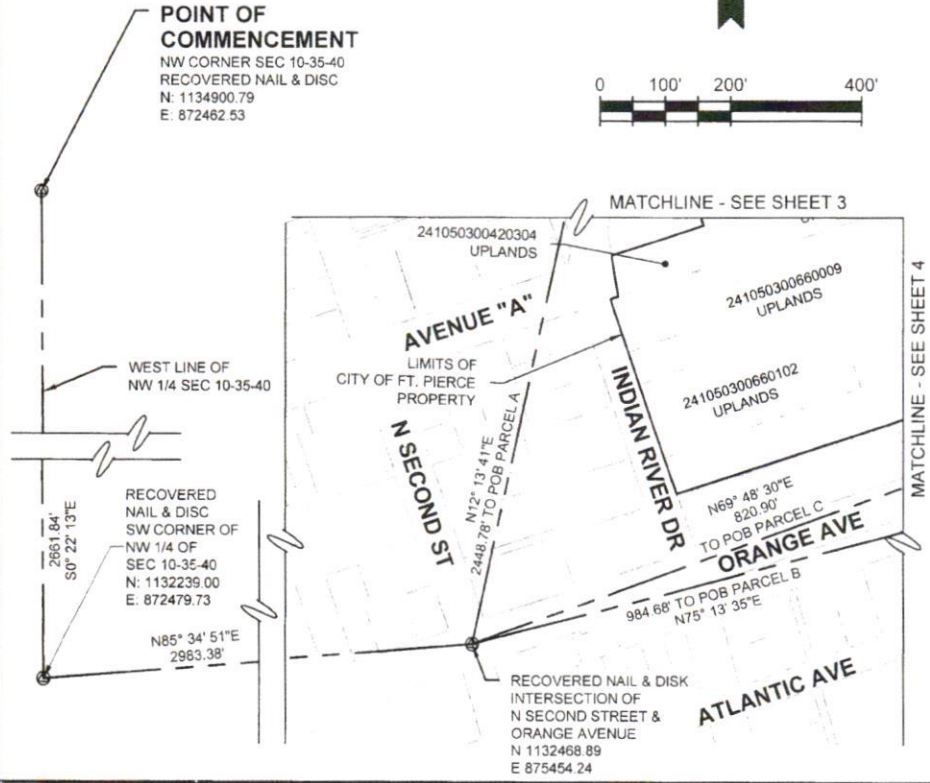 POINT OF
COMMENCEMENT
NW CORNER SEC 10-35-40
RECOVERED NAIL & DISC
N: 1134900.79
E: 872462.53
0 100' 200' 400'
MATCHLINE - SEE SHEET 3
241050300420304
UPLANDS
241050300660009
UPLANDS
AVENUE "A"
LIMITS OF
CITY OF FT. PIERCE
PROPERTY
241050300660102
UPLANDS
MATCHLINE - SEE SHEET 4
WEST LINE OF
NW 1/4 SEC 10-35-40
N SECOND ST
N12° 13' 41"E
2448.78' TO POB PARCEL A
INDIAN RIVER DR
N69° 48' 30"E
820.90'
TO POB PARCEL C
ORANGE AVE
984.68' TO POB PARCEL B
N75° 13' 35"E
2661.84'
S0° 22' 13"E
RECOVERED
NAIL & DISC
SW CORNER OF
NW 1/4 OF
SEC 10-35-40
N: 1132239.00
E: 872479.73
N85° 34' 51"E
2983.38'
RECOVERED NAIL & DISK
INTERSECTION OF
N SECOND STREET &
ORANGE AVENUE
N 1132468.89
E 875454.24
ATLANTIC AVE